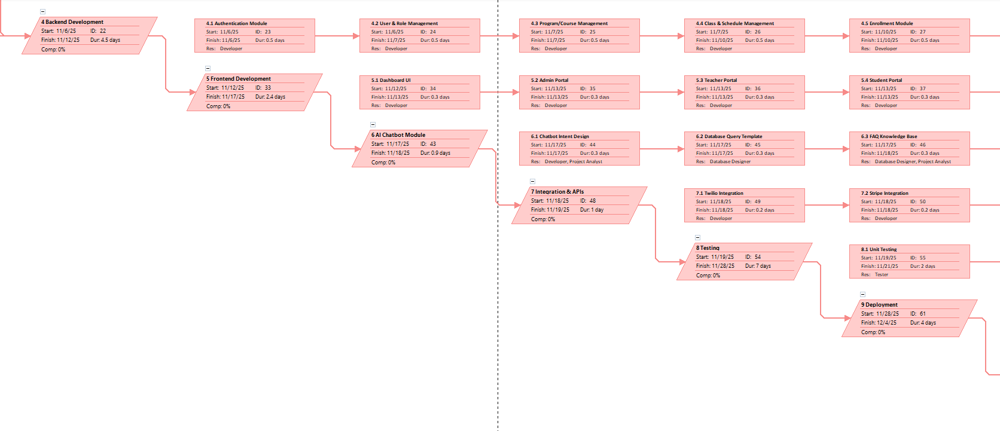 4 Backend Development
Start: 11/6/25 ID: 22
Finish: 11/12/25 Dur: 4.5 days
Comp: 0%
4.1 Authentication Module
Start: 11/6/25 ID: 23
Finish: 11/6/25 Dur: 0.5 days
Res: Developer
4.2 User & Role Management
Start: 11/6/25 ID: 24
Finish: 11/7/25 Dur: 0.5 days
Res: Developer
4.3 Program/Course Management
Start: 11/7/25 ID: 25
Finish: 11/7/25 Dur: 0.5 days
Res: Developer
4.4 Class & Schedule Management
Start: 11/7/25 ID: 26
Finish: 11/10/25 Dur: 0.5 days
Res: Developer
4.5 Enrollment Module
Start: 11/10/25 ID: 27
Finish: 11/10/25 Dur: 0.5 days
Res: Developer
5 Frontend Development
Start: 11/12/25 ID: 33
Finish: 11/17/25 Dur: 2.4 days
Comp: 0%
5.1 Dashboard UI
Start: 11/12/25 ID: 34
Finish: 11/13/25 Dur: 0.3 days
Res: Developer
5.2 Admin Portal
Start: 11/13/25 ID: 35
Finish: 11/13/25 Dur: 0.3 days
Res: Developer
5.3 Teacher Portal
Start: 11/13/25 ID: 36
Finish: 11/13/25 Dur: 0.3 days
Res: Developer
5.4 Student Portal
Start: 11/13/25 ID: 37
Finish: 11/13/25 Dur: 0.3 days
Res: Developer
6 AI Chatbot Module
Start: 11/17/25 ID: 43
Finish: 11/18/25 Dur: 0.9 days
Comp: 0%
6.1 Chatbot Intent Design
Start: 11/17/25 ID: 44
Finish: 11/17/25 Dur: 0.3 days
Res: Developer, Project Analyst
6.2 Database Query Template
Start: 11/17/25 ID: 45
Finish: 11/17/25 Dur: 0.3 days
Res: Database Designer
6.3 FAQ Knowledge Base
Start: 11/17/25 ID: 46
Finish: 11/18/25 Dur: 0.3 days
Res: Database Designer, Project Analyst
7 Integration & APIs
Start: 11/18/25 ID: 48
Finish: 11/19/25 Dur: 1 day
Comp: 0%
7.1 Twilio Integration
Start: 11/18/25 ID: 49
Finish: 11/18/25 Dur: 0.2 days
Res: Developer
7.2 Stripe Integration
Start: 11/18/25 ID: 50
Finish: 11/18/25 Dur: 0.2 days
Res: Developer
8 Testing
Start: 11/19/25 ID: 54
Finish: 11/28/25 Dur: 7 days
Comp: 0%
8.1 Unit Testing
Start: 11/19/25 ID: 55
Finish: 11/21/25 Dur: 2 days
Res: Tester
9 Deployment
Start: 11/28/25 ID: 61
Finish: 12/4/25 Dur: 4 days
Comp: 0%